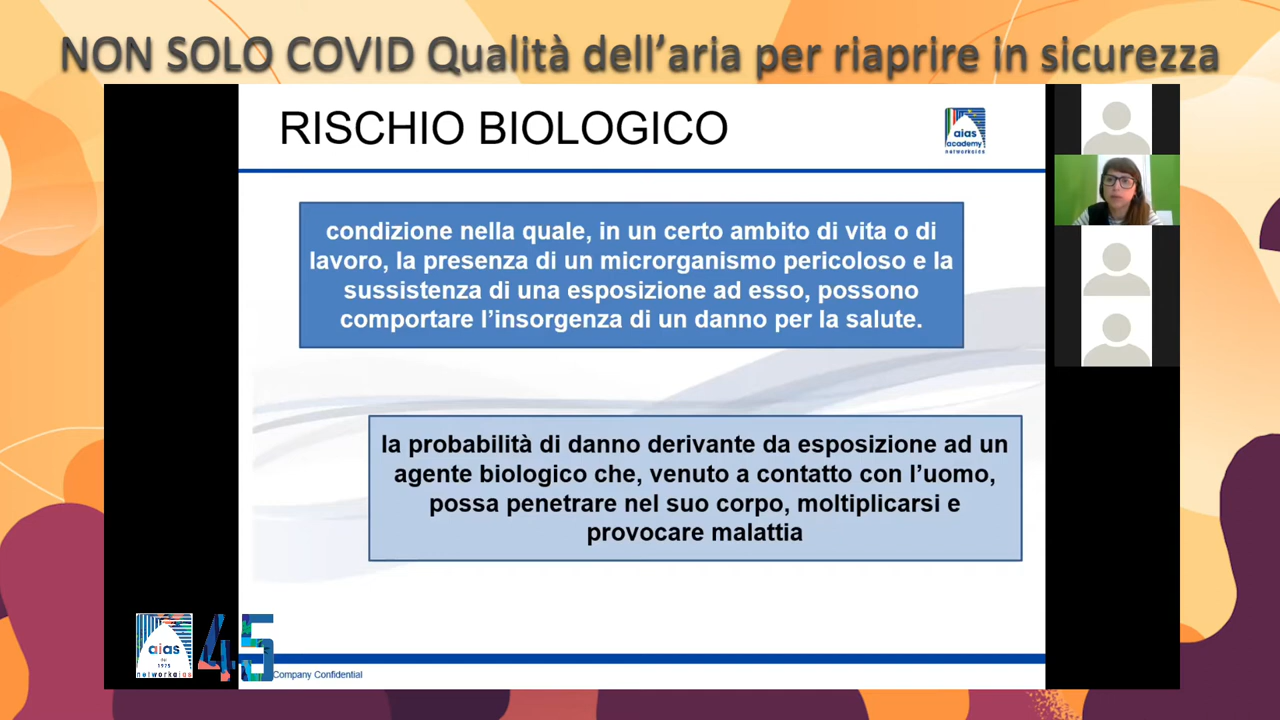 NON SOLO COVID Qualità dell’aria per riaprire in sicurezza
RISCHIO BIOLOGICO
aias
academy
networkaias
condizione nella quale, in un certo ambito di vita o di
lavoro, la presenza di un microrganismo pericoloso e la
sussistenza di una esposizione ad esso, possono
comportare l’insorgenza di un danno per la salute.
la probabilità di danno derivante da esposizione ad un
agente biologico che, venuto a contatto con l’uomo,
possa penetrare nel suo corpo, moltiplicarsi e
provocare malattia
aias
1975
networkaias
45
Company Confidential